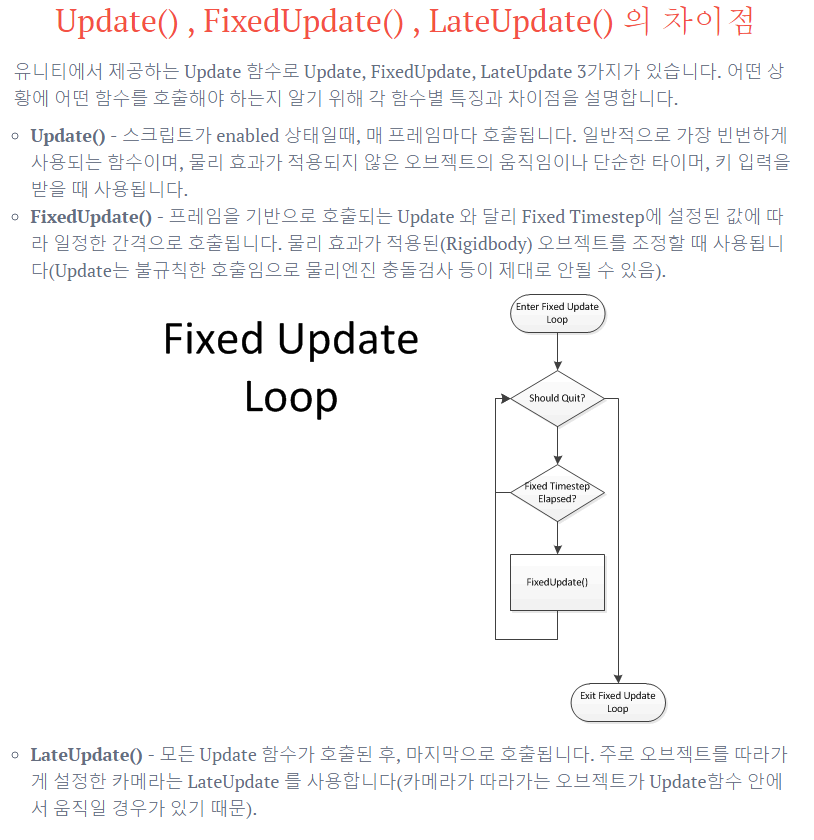 Update() , FixedUpdate() , LateUpdate() 의 차이점
유니티에서 제공하는 Update 함수로 Update, FixedUpdate, LateUpdate 3가지가 있습니다. 어떤 상
황에 어떤 함수를 호출해야 하는지 알기 위해 각 함수별 특징과 차이점을 설명합니다.
Update() - 스크립트가 enabled 상태일때, 매 프레임마다 호출됩니다. 일반적으로 가장 빈번하게
사용되는 함수이며, 물리 효과가 적용되지 않은 오브젝트의 움직임이나 단순한 타이머, 키 입력을
받을 때 사용됩니다.
FixedUpdate() - 프레임을 기반으로 호출되는 Update 와 달리 Fixed Timestep에 설정된 값에 따
라 일정한 간격으로 호출됩니다. 물리 효과가 적용된(Rigidbody) 오브젝트를 조정할 때 사용됩니
다(Update는 불규칙한 호출임으로 물리엔진 충돌검사 등이 제대로 안될 수 있음).
Fixed Update
Loop
Enter Fixed Update
Loop
Should Quit?
Fixed Timestep
Elapsed?
FixedUpdate()
Exit Fixed Update
Loop
LateUpdate() - 모든 Update 함수가 호출된 후, 마지막으로 호출됩니다. 주로 오브젝트를 따라가
게 설정한 카메라는 LateUpdate 를 사용합니다(카메라가 따라가는 오브젝트가 Update함수 안에
서 움직일 경우가 있기 때문).